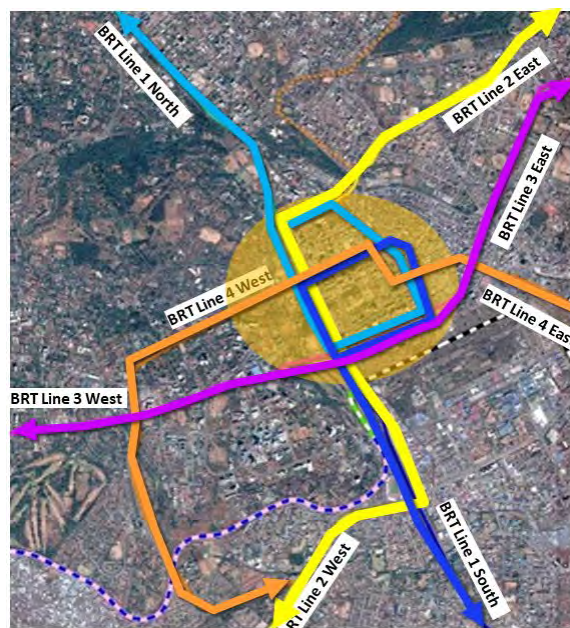 BRT Line 1 North
BRT Line 2 East
BRT Line 3 East
BRT Line 4 West
BRT Line 4 Eas
BRT Line 3 West
BRT Line 1 South
RT Line 2 West